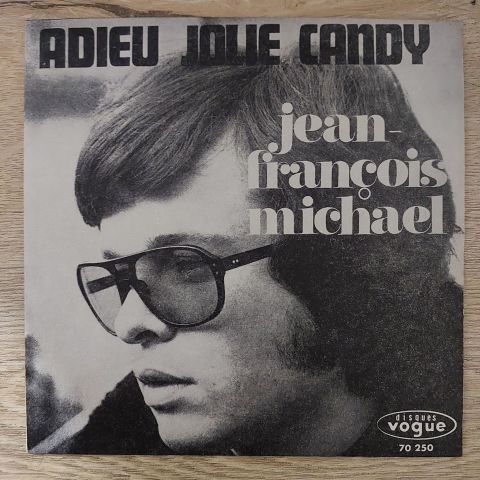 ADIEU JOLIE CANDY
jean-
françois
michael
disques
vogue
70 250